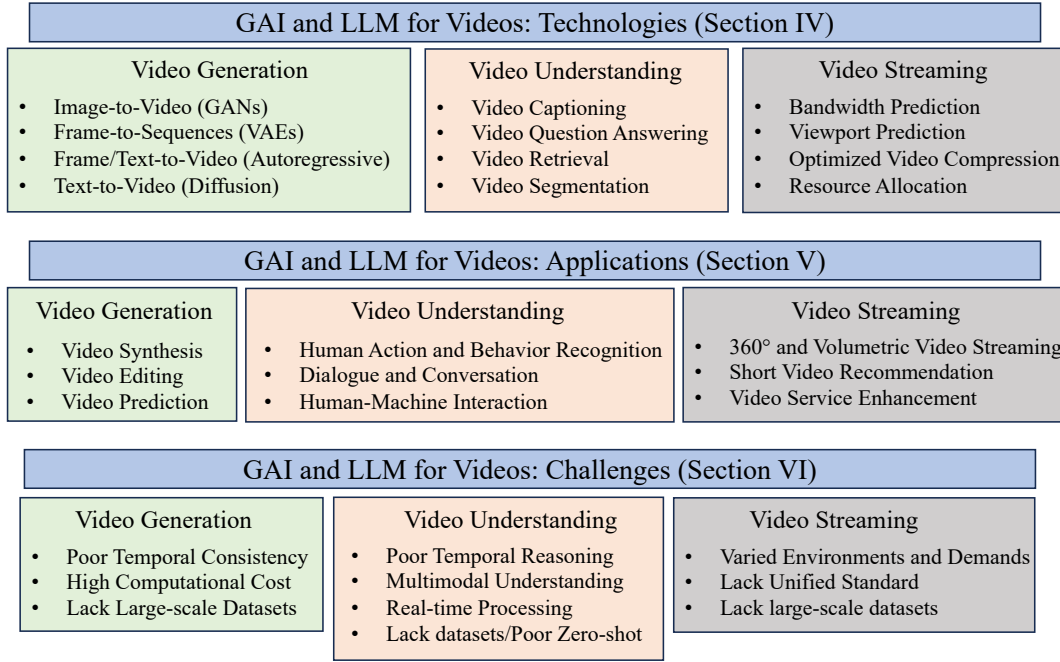 GAI and LLM for Videos: Technologies (Section IV)
Video Generation
• Image-to-Video (GANs)
• Frame-to-Sequences (VAEs)
• Frame/Text-to-Video (Autoregressive)
• Text-to-Video (Diffusion)
Video Understanding
• Video Captioning
• Video Question Answering
• Video Retrieval
• Video Segmentation
Video Streaming
• Bandwidth Prediction
• Viewport Prediction
• Optimized Video Compression
• Resource Allocation
GAI and LLM for Videos: Applications (Section V)
Video Generation
• Video Synthesis
• Video Editing
• Video Prediction
Video Understanding
• Human Action and Behavior Recognition
• Dialogue and Conversation
• Human-Machine Interaction
Video Streaming
• 360° and Volumetric Video Streaming
• Short Video Recommendation
• Video Service Enhancement
GAI and LLM for Videos: Challenges (Section VI)
Video Generation
• Poor Temporal Consistency
• High Computational Cost
• Lack Large-scale Datasets
Video Understanding
• Poor Temporal Reasoning
• Multimodal Understanding
• Real-time Processing
• Lack datasets/Poor Zero-shot
Video Streaming
• Varied Environments and Demands
• Lack Unified Standard
• Lack large-scale datasets